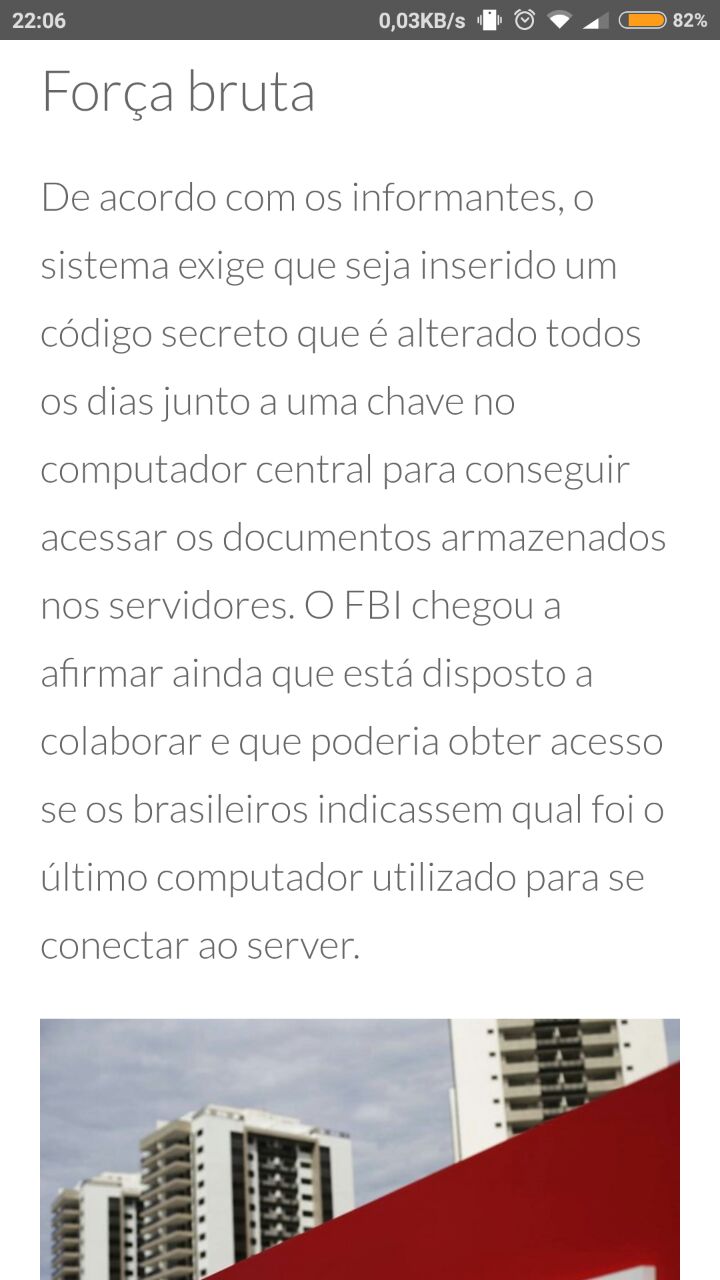 22:06 0,03KB/s 82%
Força bruta
De acordo com os informantes, o
sistema exige que seja inserido um
código secreto que é alterado todos
os dias junto a uma chave no
computador central para conseguir
acessar os documentos armazenados
nos servidores. O FBI chegou a
afirmar ainda que está disposto a
colaborar e que poderia obter acesso
se os brasileiros indicassem qual foi o
último computador utilizado para se
conectar ao server.